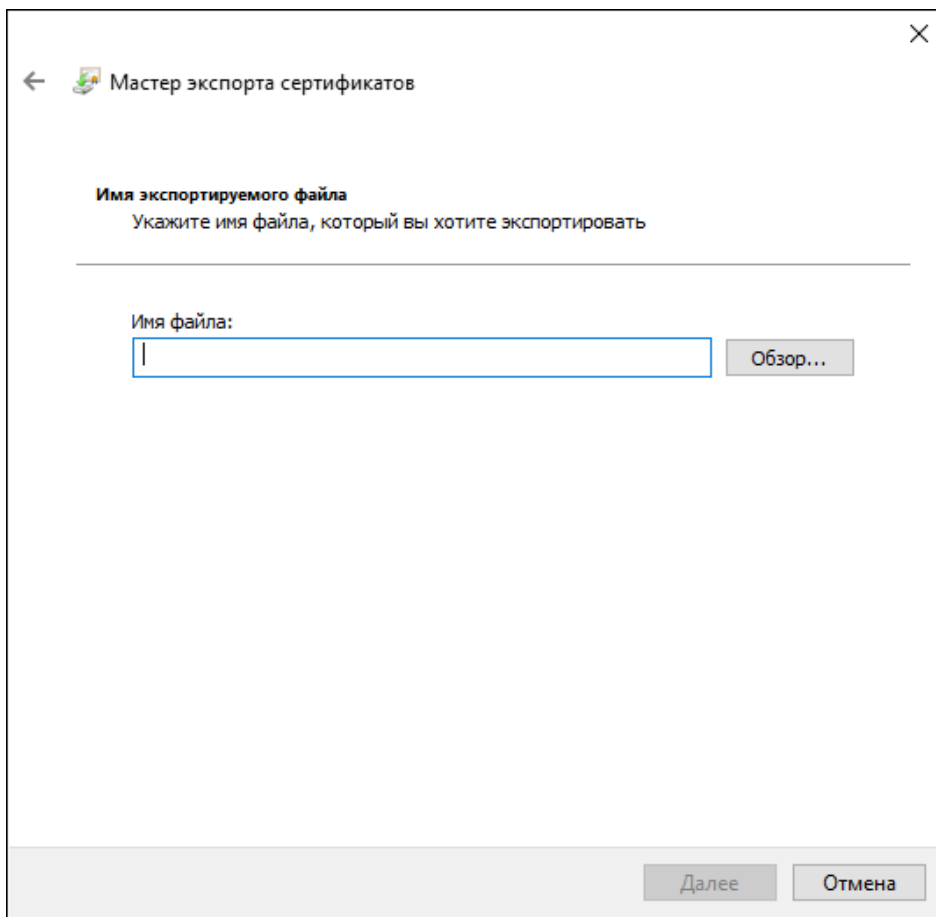 Мастер экспорта сертификатов
Имя экспортируемого файла
Укажите имя файла, который вы хотите экспортировать
Имя файла:
Обзор...
Далее
Отмена